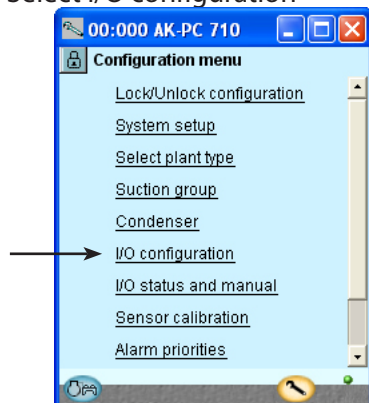 Select I/O configuration
00:000 AK-PC 710
Configuration menu
Lock/Unlock configuration
System setup
Select plant type
Suction group
Condenser
I/O configuration
I/O status and manual
Sensor calibration
Alarm priorities